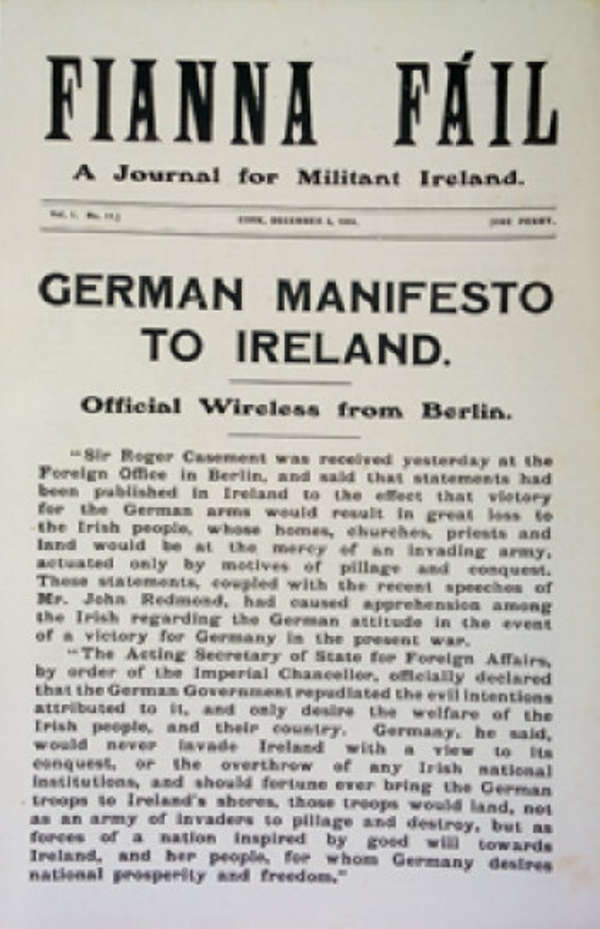 FIANNA FÁIL
A Journal for Militant Ireland.
Vol. 1. No. 11.] CORK, DECEMBER 5, 1914. [ONE PENNY.
GERMAN MANIFESTO
TO IRELAND.
Official Wireless from Berlin.
"Sir Roger Casement was received yesterday at the
Foreign Office in Berlin, and said that statements had
been published in Ireland to the effect that victory
for the German arms would result in great loss to
the Irish people, whose homes, churches, priests and
land would be at the mercy of an invading army,
actuated only by motives of pillage and conquest.
These statements, coupled with the recent speeches of
Mr. John Redmond, had caused apprehension among
the Irish regarding the German attitude in the event
of a victory for Germany in the present war.
"The Acting Secretary of State for Foreign Affairs,
by order of the Imperial Chancellor, officially declared
that the German Government repudiated the evil intentions
attributed to it, and only desire the welfare of the
Irish people, and their country. Germany, he said,
would never invade Ireland with a view to its
conquest, or the overthrow of any Irish national
institutions, and should fortune ever bring the German
troops to Ireland's shores, those troops would land, not
as an army of invaders to pillage and destroy, but as
forces of a nation inspired by good will towards
Ireland, and her people, for whom Germany desires
national prosperity and freedom."